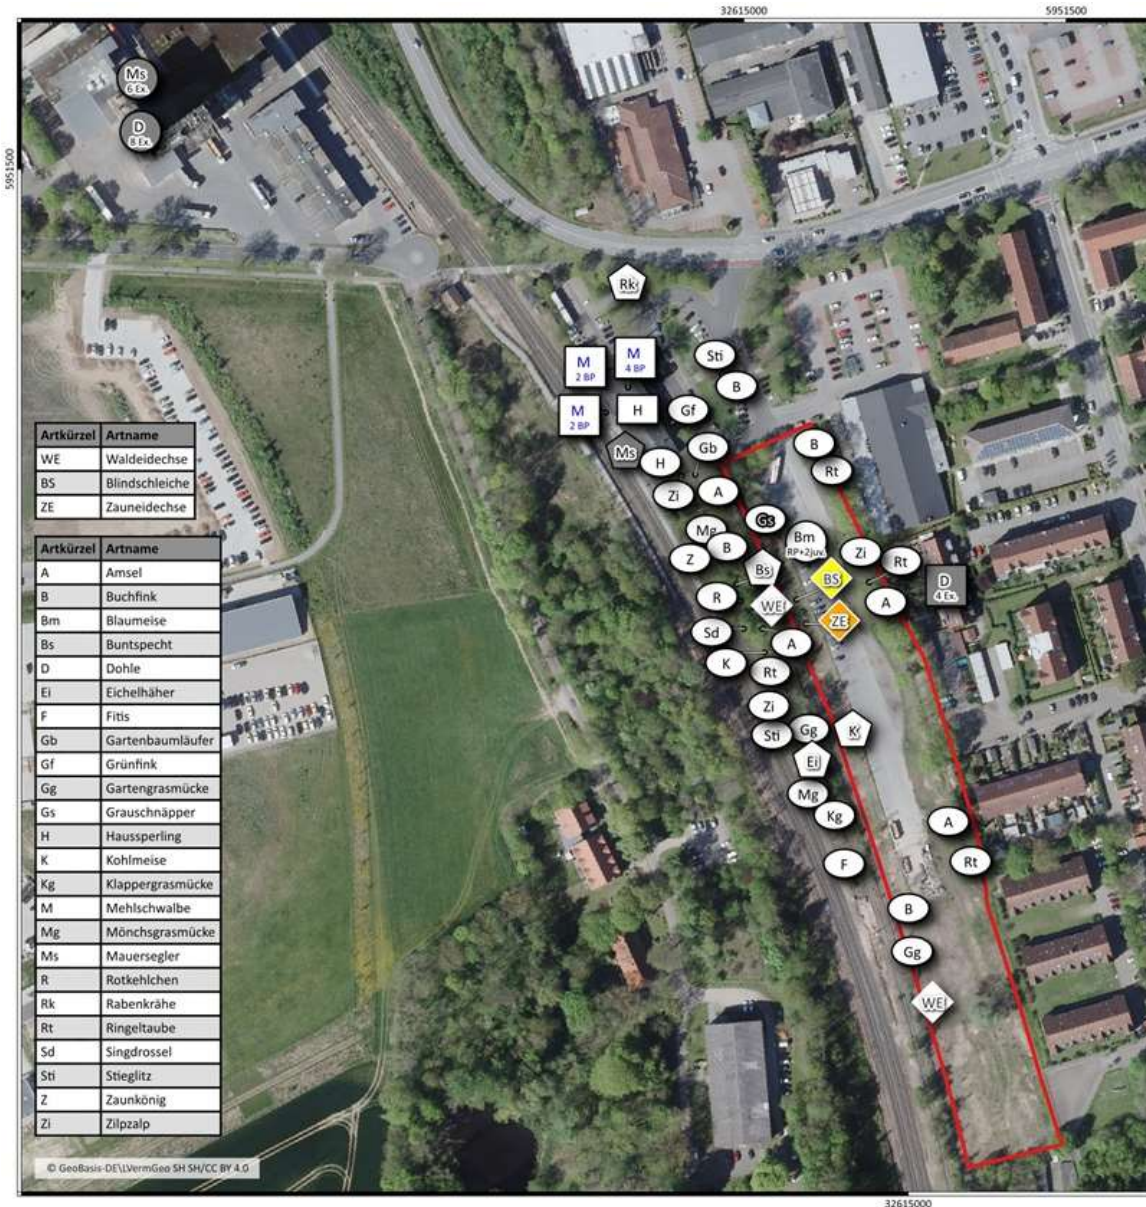 32615000 5951500
5951500
Ms
6 Ex.
D
8 Ex.
Rk
M
2 BP
M
4 BP
Sti
B
M
2 BP
H
Gf
Ms
Gb
B
H
Rt
Zi
A
Gs
Mg
B
Bm
RP+2juv.
Zi
Z
Rt
Bs
BS
D
4 Ex.
R
WE
A
ZE
Sd
A
K
Rt
Zi
Sti
Gg
K
Ei
Mg
Kg
A
F
Rt
B
Gg
WE
Artkürzel Artname
WE Waldeidechse
BS Blindschleiche
ZE Zauneidechse
Artkürzel Artname
A Amsel
B Buchfink
Bm Blaumeise
Bs Buntspecht
D Dohle
Ei Eichelhäher
F Fitis
Gb Gartenbaumläufer
Gf Grünfink
Gg Gartengrasmücke
Gs Grauschnäpper
H Haussperling
K Kohlmeise
Kg Klappergrasmücke
M Mehlschwalbe
Mg Mönchsgrasmücke
Ms Mauersegler
R Rotkehlchen
Rk Rabenkrähe
Rt Ringeltaube
Sd Singdrossel
Sti Stieglitz
Z Zaunkönig
Zi Zilpzalp
© GeoBasis-DE\LVermGeo SH SH/CC BY 4.0
32615000